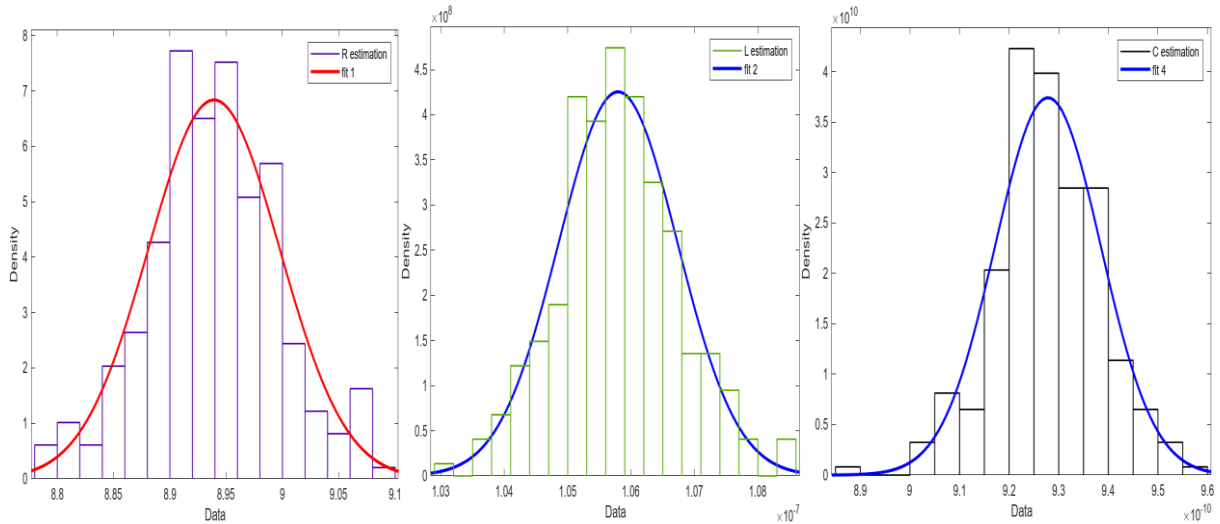 R estimation
fit 1
8
7
6
5
4
3
2
1
0
Density
8.8 8.85 8.9 8.95 9 9.05 9.1
Data
×10⁸
L estimation
fit 2
4.5
4
3.5
3
2.5
2
1.5
1
0.5
0
Density
1.03 1.04 1.05 1.06 1.07 1.08
Data
×10⁻⁷
×10¹⁰
C estimation
fit 4
4
3.5
3
2.5
2
1.5
1
0.5
0
Density
8.9 9 9.1 9.2 9.3 9.4 9.5 9.6
Data
×10⁻¹⁰